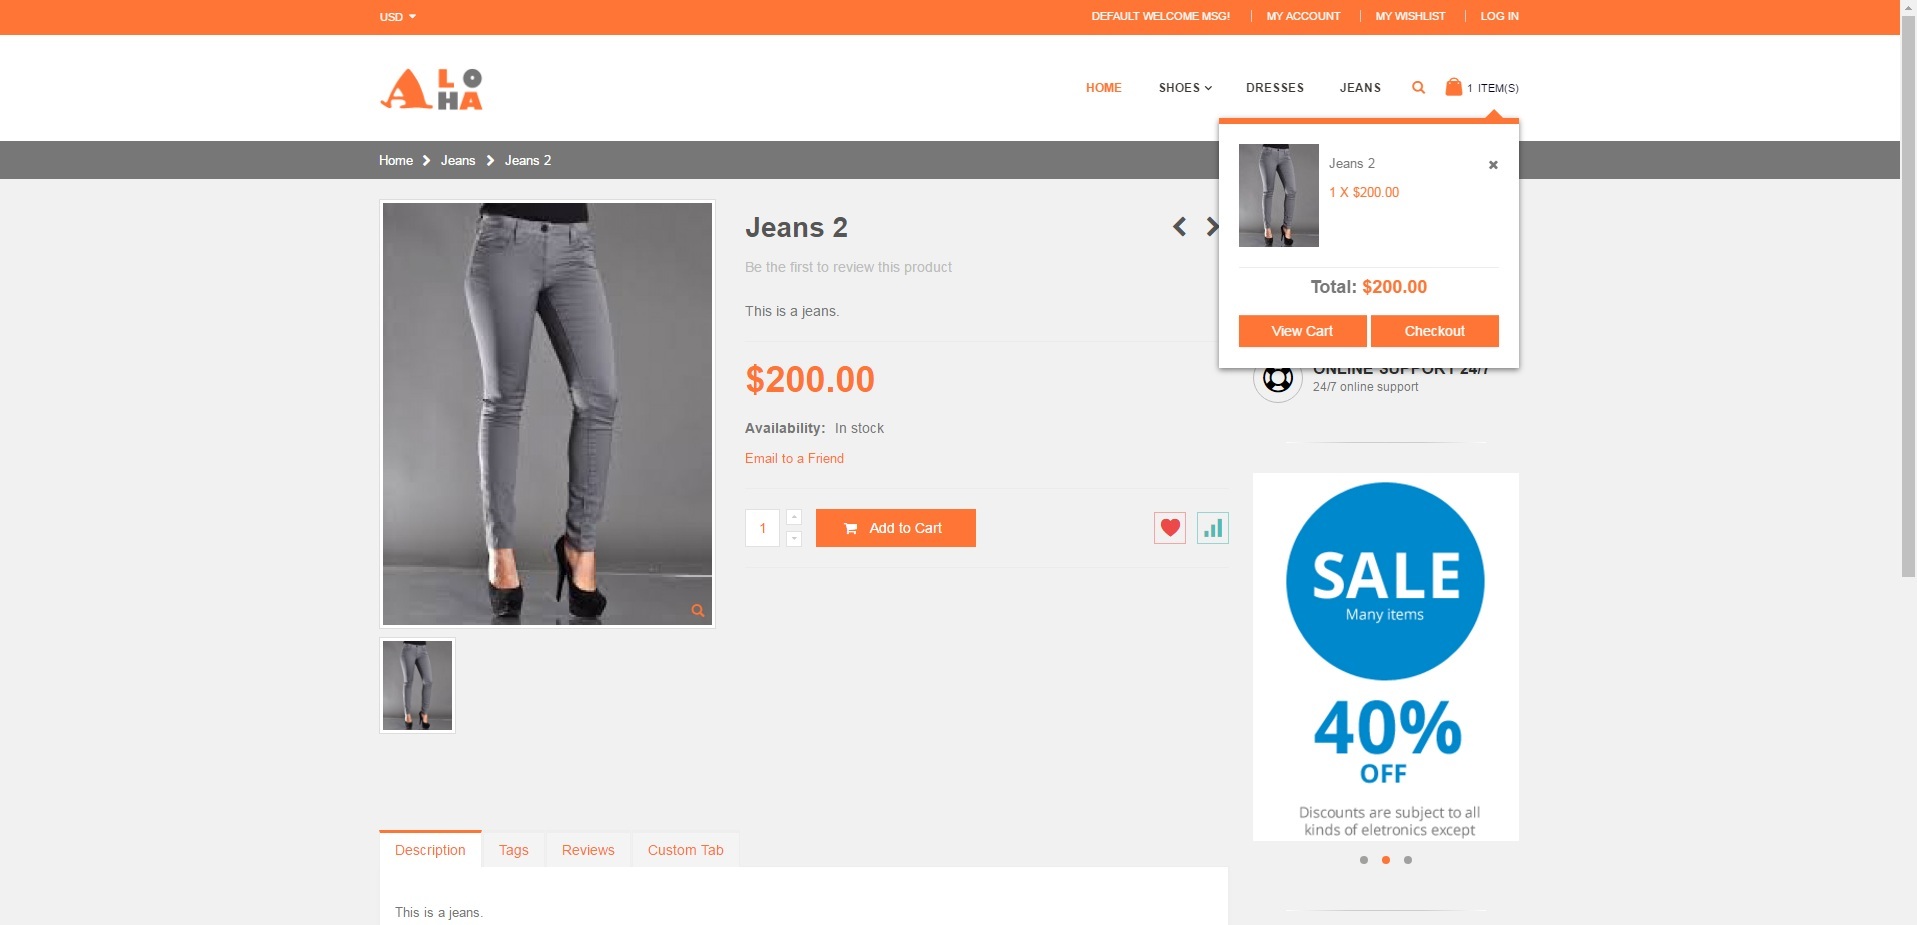 USD
DEFAULT WELCOME MSG!
MY ACCOUNT
MY WISHLIST
LOG IN
ALOHA
HOME
SHOES
DRESSES
JEANS
1 ITEM(S)
Home
Jeans
Jeans 2
Jeans 2
1 X $200.00
Total: $200.00
View Cart
Checkout
Jeans 2
Be the first to review this product
This is a jeans.
$200.00
Availability: In stock
Email to a Friend
1
Add to Cart
ONLINE SUPPORT 24/7
24/7 online support
SALE
Many items
40%
OFF
Discounts are subject to all
kinds of eletronics except
Description
Tags
Reviews
Custom Tab
This is a jeans.